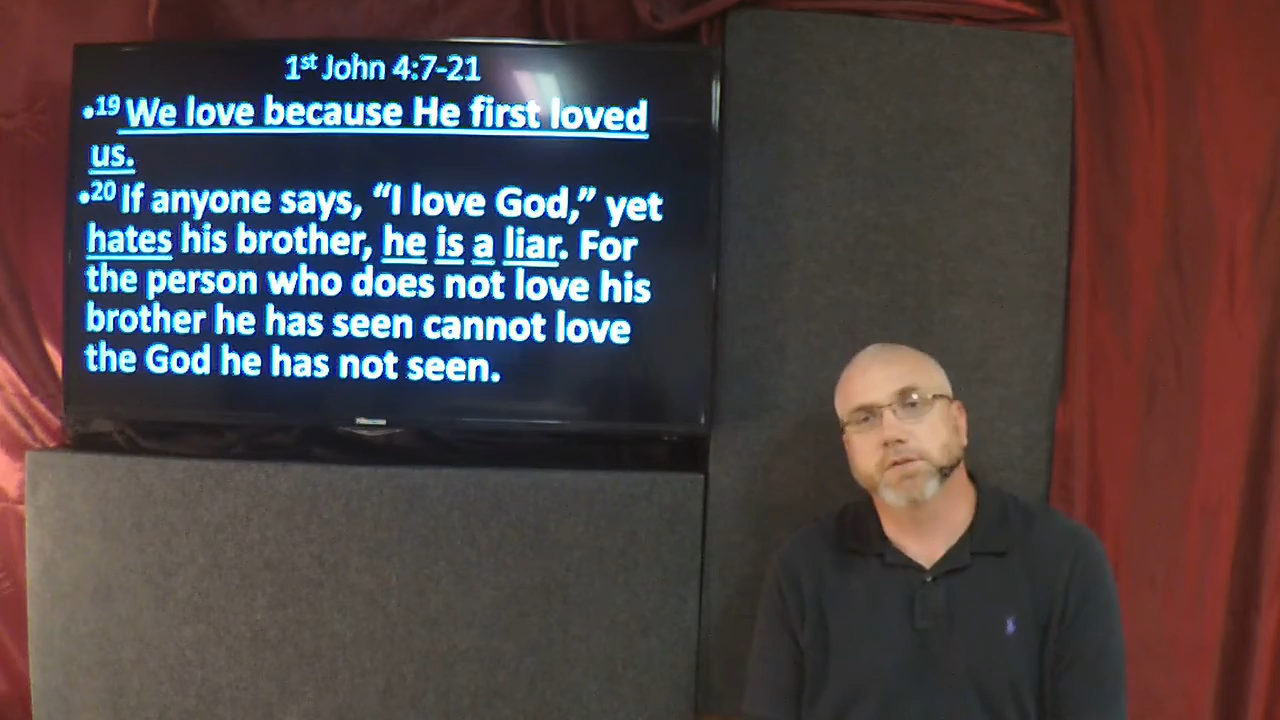 1st John 4:7-21
•19 We love because He first loved
us.
•20 If anyone says, “I love God,” yet
hates his brother, he is a liar. For
the person who does not love his
brother he has seen cannot love
the God he has not seen.